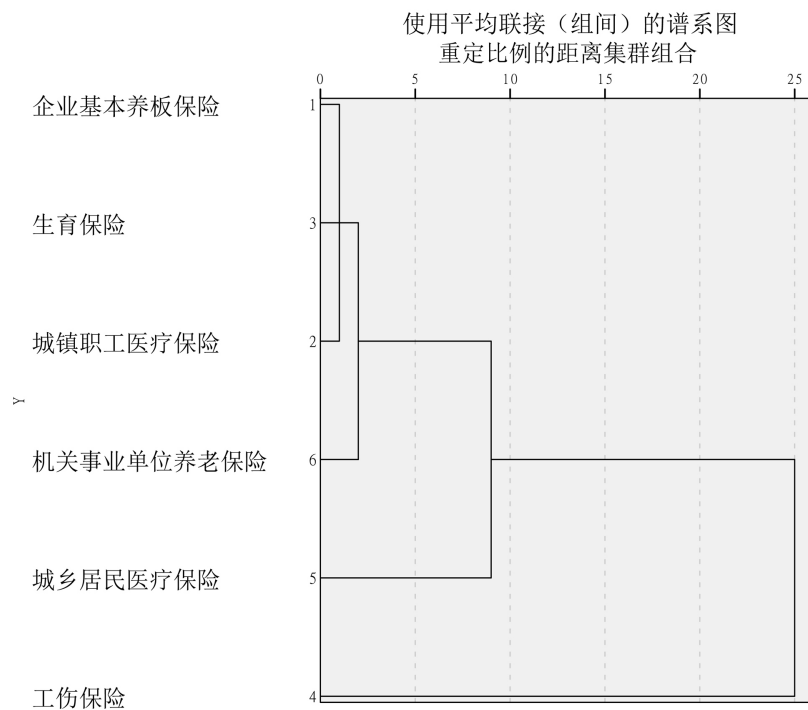 使用平均联接（组间）的谱系图
重定比例的距离集群组合
0 5 10 15 20 25
企业基本养板保险 1
生育保险 3
城镇职工医疗保险 2
Y
机关事业单位养老保险 6
城乡居民医疗保险 5
工伤保险 4